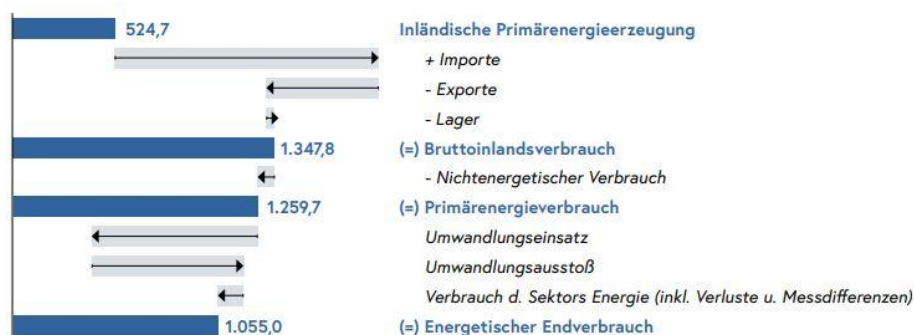 524,7 Inländische Primärenergieerzeugung
+ Importe
- Exporte
- Lager
1.347,8 (=) Bruttoinlandsverbrauch
- Nichtenergetischer Verbrauch
1.259,7 (=) Primärenergieverbrauch
Umwandlungseinsatz
Umwandlungsausstoß
Verbrauch d. Sektors Energie (inkl. Verluste u. Messdifferenzen)
1.055,0 (=) Energetischer Endverbrauch